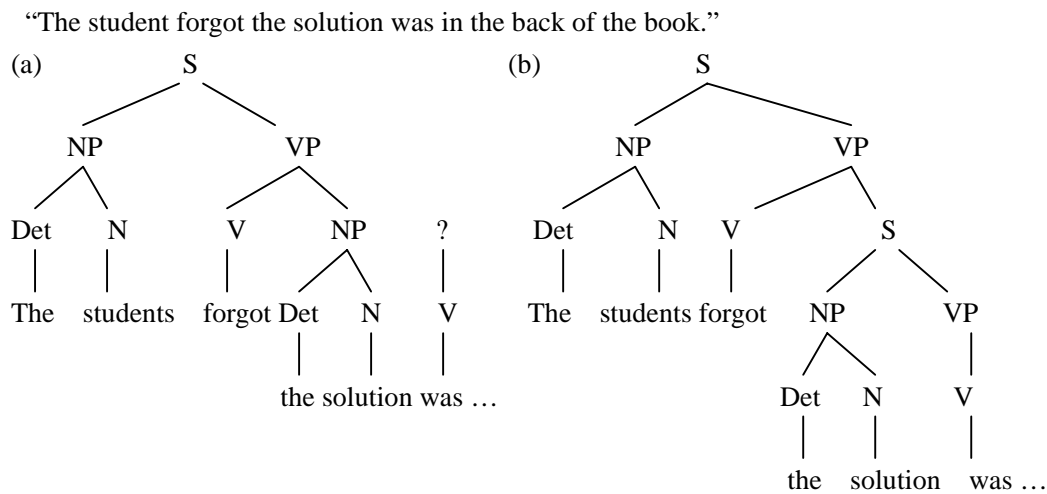 “The student forgot the solution was in the back of the book.”
(a) S (b) S
NP VP NP VP
Det N V NP ? Det N V S
The students forgot Det N V The students forgot NP VP
the solution was … Det N V
the solution was …